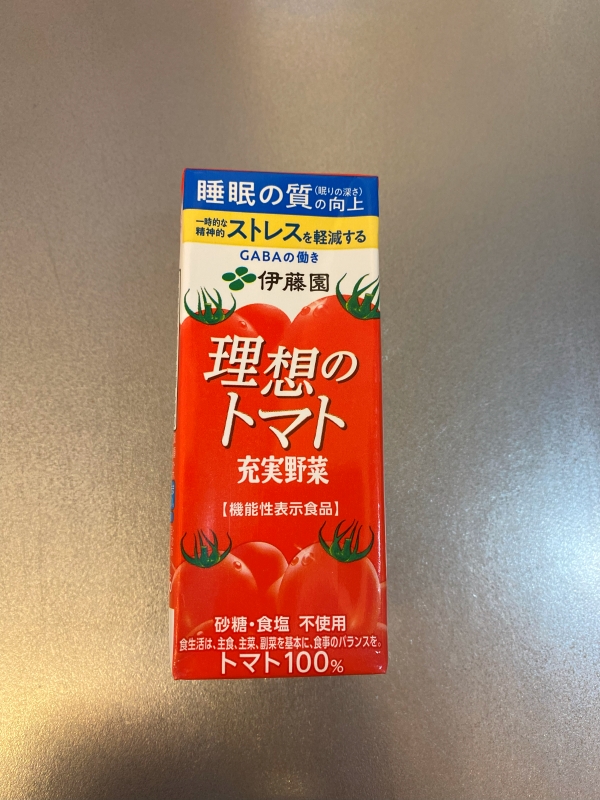 睡眠の質(眠りの深さ)の向上
一時的な精神的ストレスを軽減する
GABAの働き
伊藤園
理想の
トマト
充実野菜
【機能性表示食品】
砂糖・食塩 不使用
食生活は、主食、主菜、副菜を基本に、食事のバランスを。
トマト100%